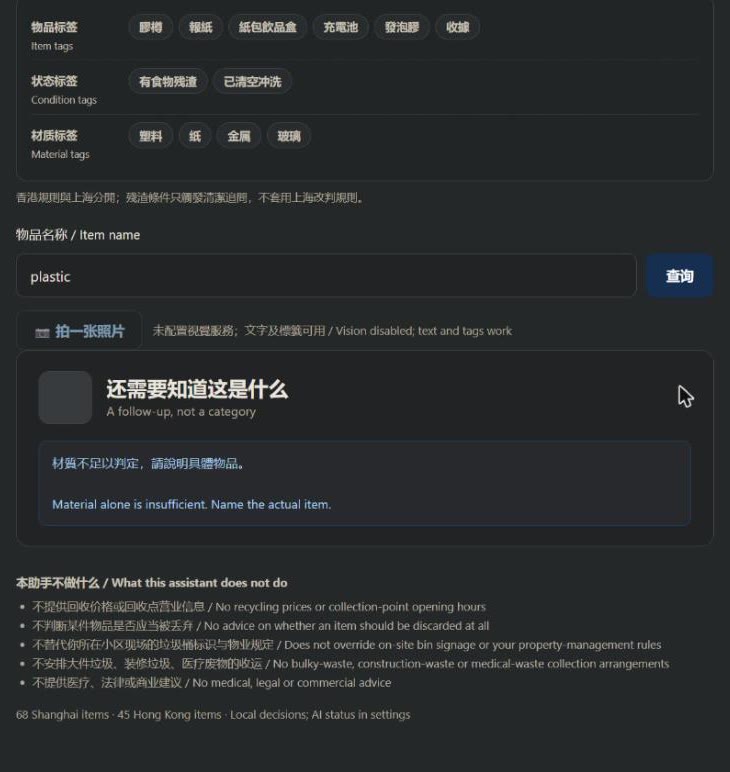 物品标签
Item tags
膠樽 報紙 紙包飲品盒 充電池 發泡膠 收據
状态标签
Condition tags
有食物残渣 已清空冲洗
材质标签
Material tags
塑料 纸 金属 玻璃
香港規則與上海分開；殘渣條件只觸發清潔追問，不套用上海改判規則。
物品名称 / Item name
plastic
查询
拍一张照片
未配置視覺服務；文字及標籤可用 / Vision disabled; text and tags work
还需要知道这是什么
A follow-up, not a category
材質不足以判定，請說明具體物品。
Material alone is insufficient. Name the actual item.
本助手不做什么 / What this assistant does not do
不提供回收价格或回收点营业信息 / No recycling prices or collection-point opening hours
不判断某件物品是否应当被丢弃 / No advice on whether an item should be discarded at all
不替代你所在小区现场的垃圾桶标识与物业规定 / Does not override on-site bin signage or your property-management rules
不安排大件垃圾、装修垃圾、医疗废物的收运 / No bulky-waste, construction-waste or medical-waste collection arrangements
不提供医疗、法律或商业建议 / No medical, legal or commercial advice
68 Shanghai items · 45 Hong Kong items · Local decisions; AI status in settings